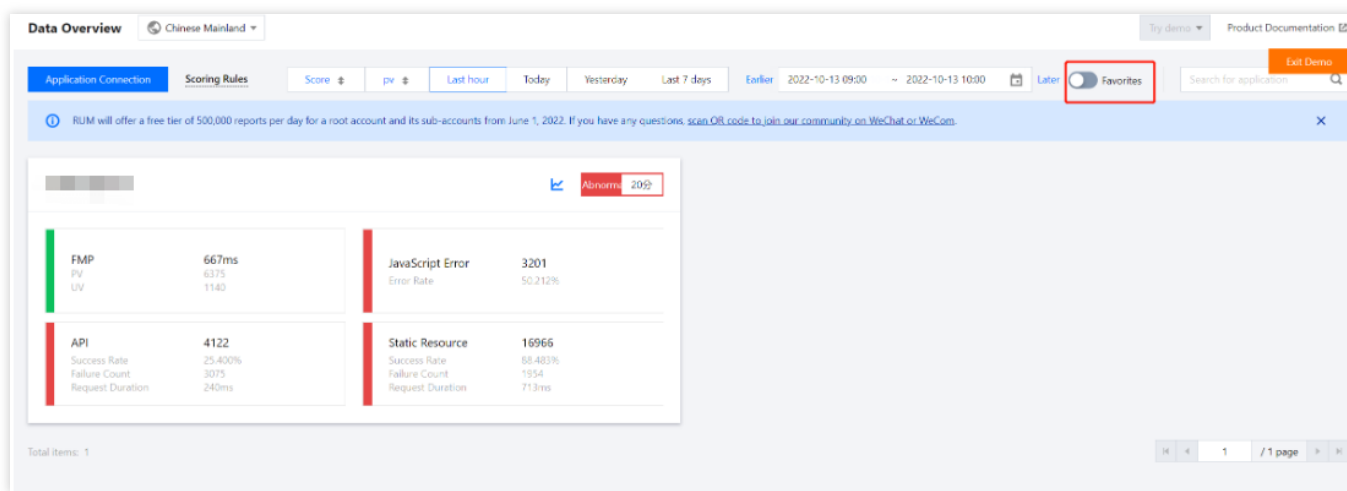 Data Overview Chinese Mainland Try demo Product Documentation
Exit Demo
Application Connection Scoring Rules Score pv Last hour Today Yesterday Last 7 days Earlier 2022-10-13 09:00 ~ 2022-10-13 10:00 Later Favorites Search for application
RUM will offer a free tier of 500,000 reports per day for a root account and its sub-accounts from June 1, 2022. If you have any questions, scan QR code to join our community on WeChat or WeCom.
Abnorma 20分
FMP 667ms
PV 6375
UV 1140
JavaScript Error 3201
Error Rate 50.212%
API 4122
Success Rate 25.400%
Failure Count 3075
Request Duration 240ms
Static Resource 16966
Success Rate 88.483%
Failure Count 1954
Request Duration 713ms
Total items: 1 1 / 1 page